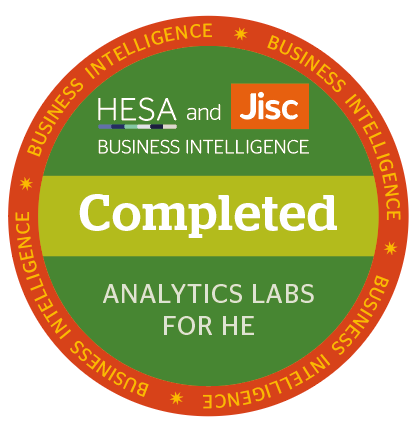 HESA and Jisc
BUSINESS INTELLIGENCE
Completed
ANALYTICS LABS
FOR HE
BUSINESS INTELLIGENCE
BUSINESS INTELLIGENCE
BUSINESS INTELLIGENCE
BUSINESS INTELLIGENCE